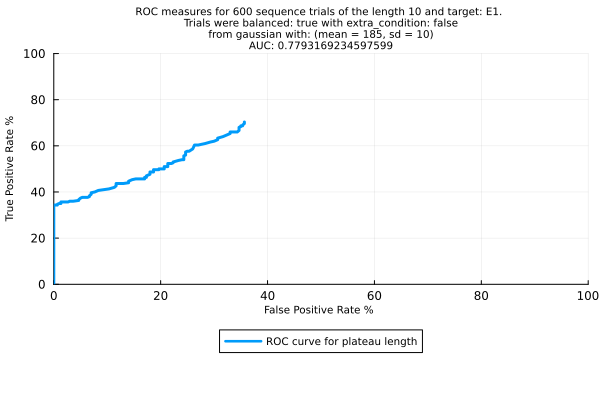 ROC measures for 600 sequence trials of the length 10 and target: E1.
Trials were balanced: true with extra_condition: false
from gaussian with: (mean = 185, sd = 10)
AUC: 0.7793169234597599
100
80
60
40
20
0
True Positive Rate %
0 20 40 60 80 100
False Positive Rate %
ROC curve for plateau length